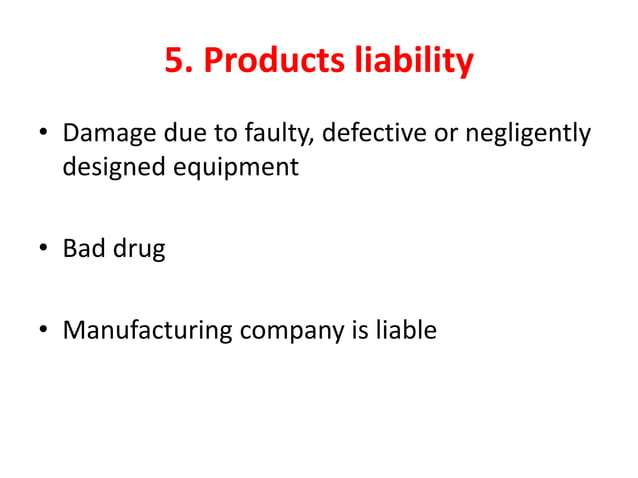 5. Products liability
• Damage due to faulty, defective or negligently
designed equipment
• Bad drug
• Manufacturing company is liable